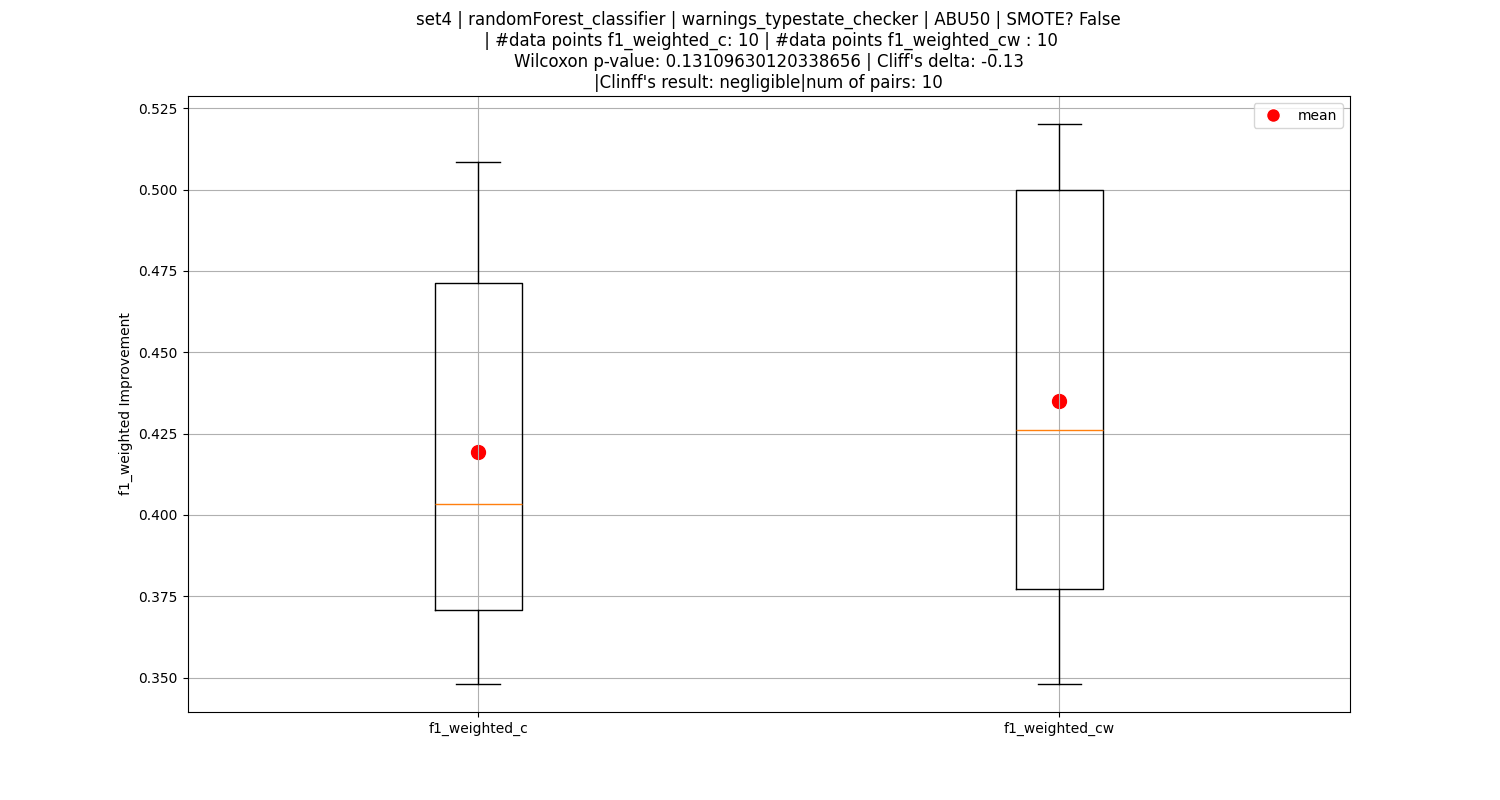 set4 | randomForest_classifier | warnings_typestate_checker | ABU50 | SMOTE? False
| #data points f1_weighted_c: 10 | #data points f1_weighted_cw : 10
Wilcoxon p-value: 0.13109630120338656 | Cliff's delta: -0.13
|Clinff's result: negligible|num of pairs: 10
mean
f1_weighted Improvement
0.525
0.500
0.475
0.450
0.425
0.400
0.375
0.350
f1_weighted_c
f1_weighted_cw